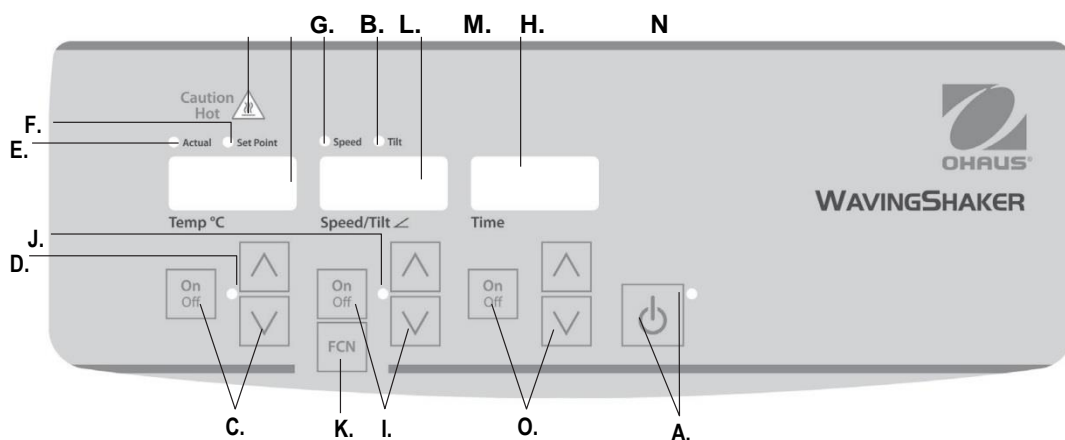 G. B. L. M. H. N
Caution
Hot
F.
E.
Actual Set Point Speed Tilt
OHAUS®
WAVINGSHAKER
Temp °C Speed/Tilt Time
J.
D.
On
Off
On
Off
On
Off
FCN
C. K. I. O. A.